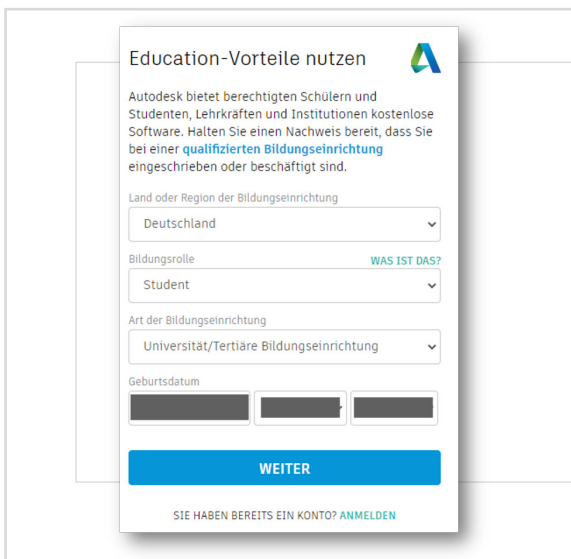 Education-Vorteile nutzen
Autodesk bietet berechtigten Schülern und
Studenten, Lehrkräften und Institutionen kostenlose
Software. Halten Sie einen Nachweis bereit, dass Sie
bei einer qualifizierten Bildungseinrichtung
eingeschrieben oder beschäftigt sind.
Land oder Region der Bildungseinrichtung
Deutschland
Bildungsrolle WAS IST DAS?
Student
Art der Bildungseinrichtung
Universität/Tertiäre Bildungseinrichtung
Geburtsdatum
WEITER
SIE HABEN BEREITS EIN KONTO? ANMELDEN